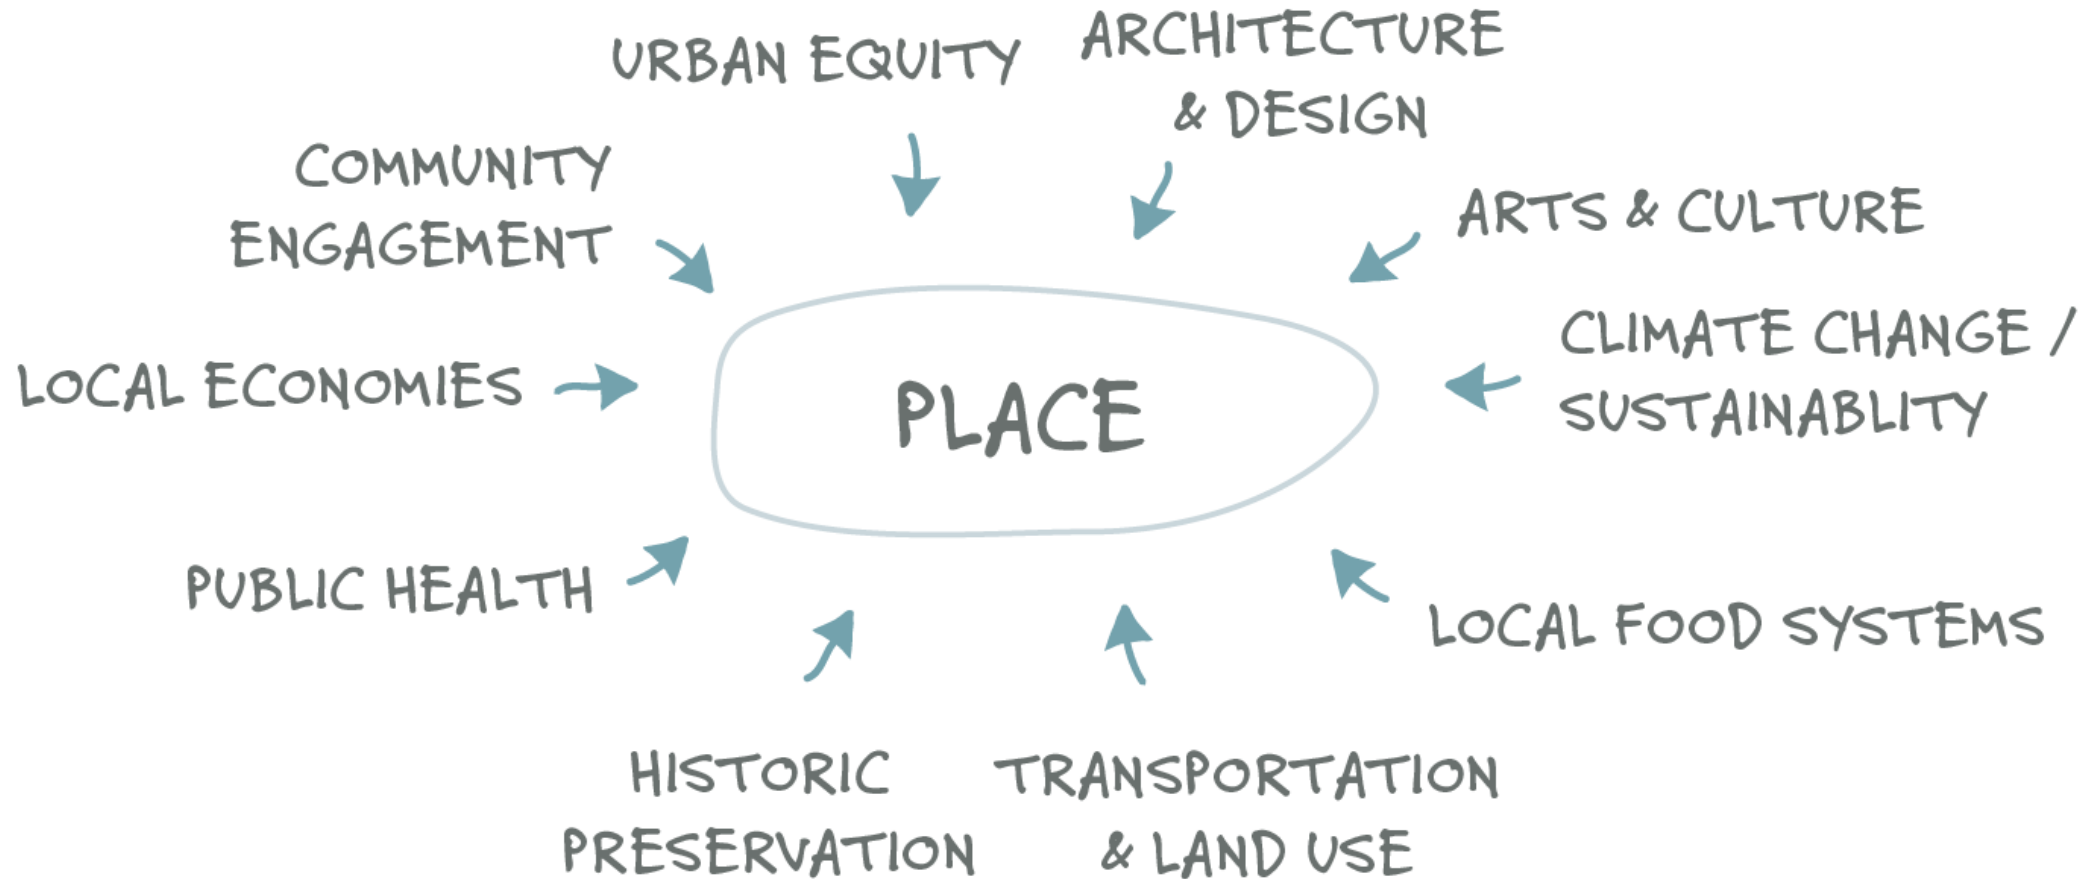 URBAN EQUITY
ARCHITECTURE
& DESIGN
COMMUNITY
ENGAGEMENT
ARTS & CULTURE
LOCAL ECONOMIES
PLACE
CLIMATE CHANGE /
SUSTAINABLITY
PUBLIC HEALTH
LOCAL FOOD SYSTEMS
HISTORIC
PRESERVATION
TRANSPORTATION
& LAND USE